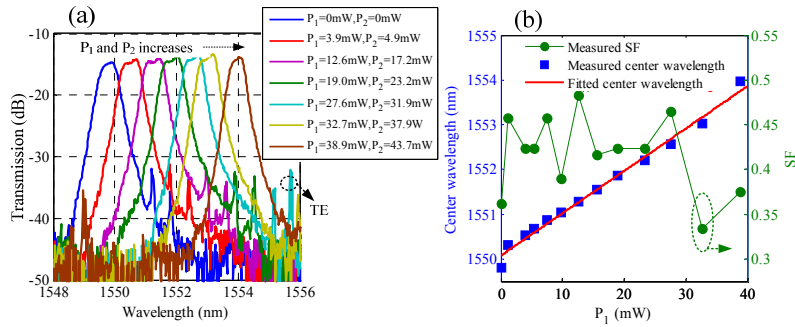 (a)
P1 and P2 increases
P1=0mW,P2=0mW
P1=3.9mW,P2=4.9mW
P1=12.6mW,P2=17.2mW
P1=19.0mW,P2=23.2mW
P1=27.6mW,P2=31.9mW
P1=32.7mW,P2=37.9W
P1=38.9mW,P2=43.7mW
TE
Transmission (dB)
-10
-20
-30
-40
-50
1548
1550
1552
1554
1556
Wavelength (nm)
(b)
Measured SF
Measured center wavelength
Fitted center wavelength
Center wavelength (nm)
1555
1554
1553
1552
1551
1550
0.5
0.45
0.4
0.35
0.3
SF
0
10
20
30
40
P1 (mW)